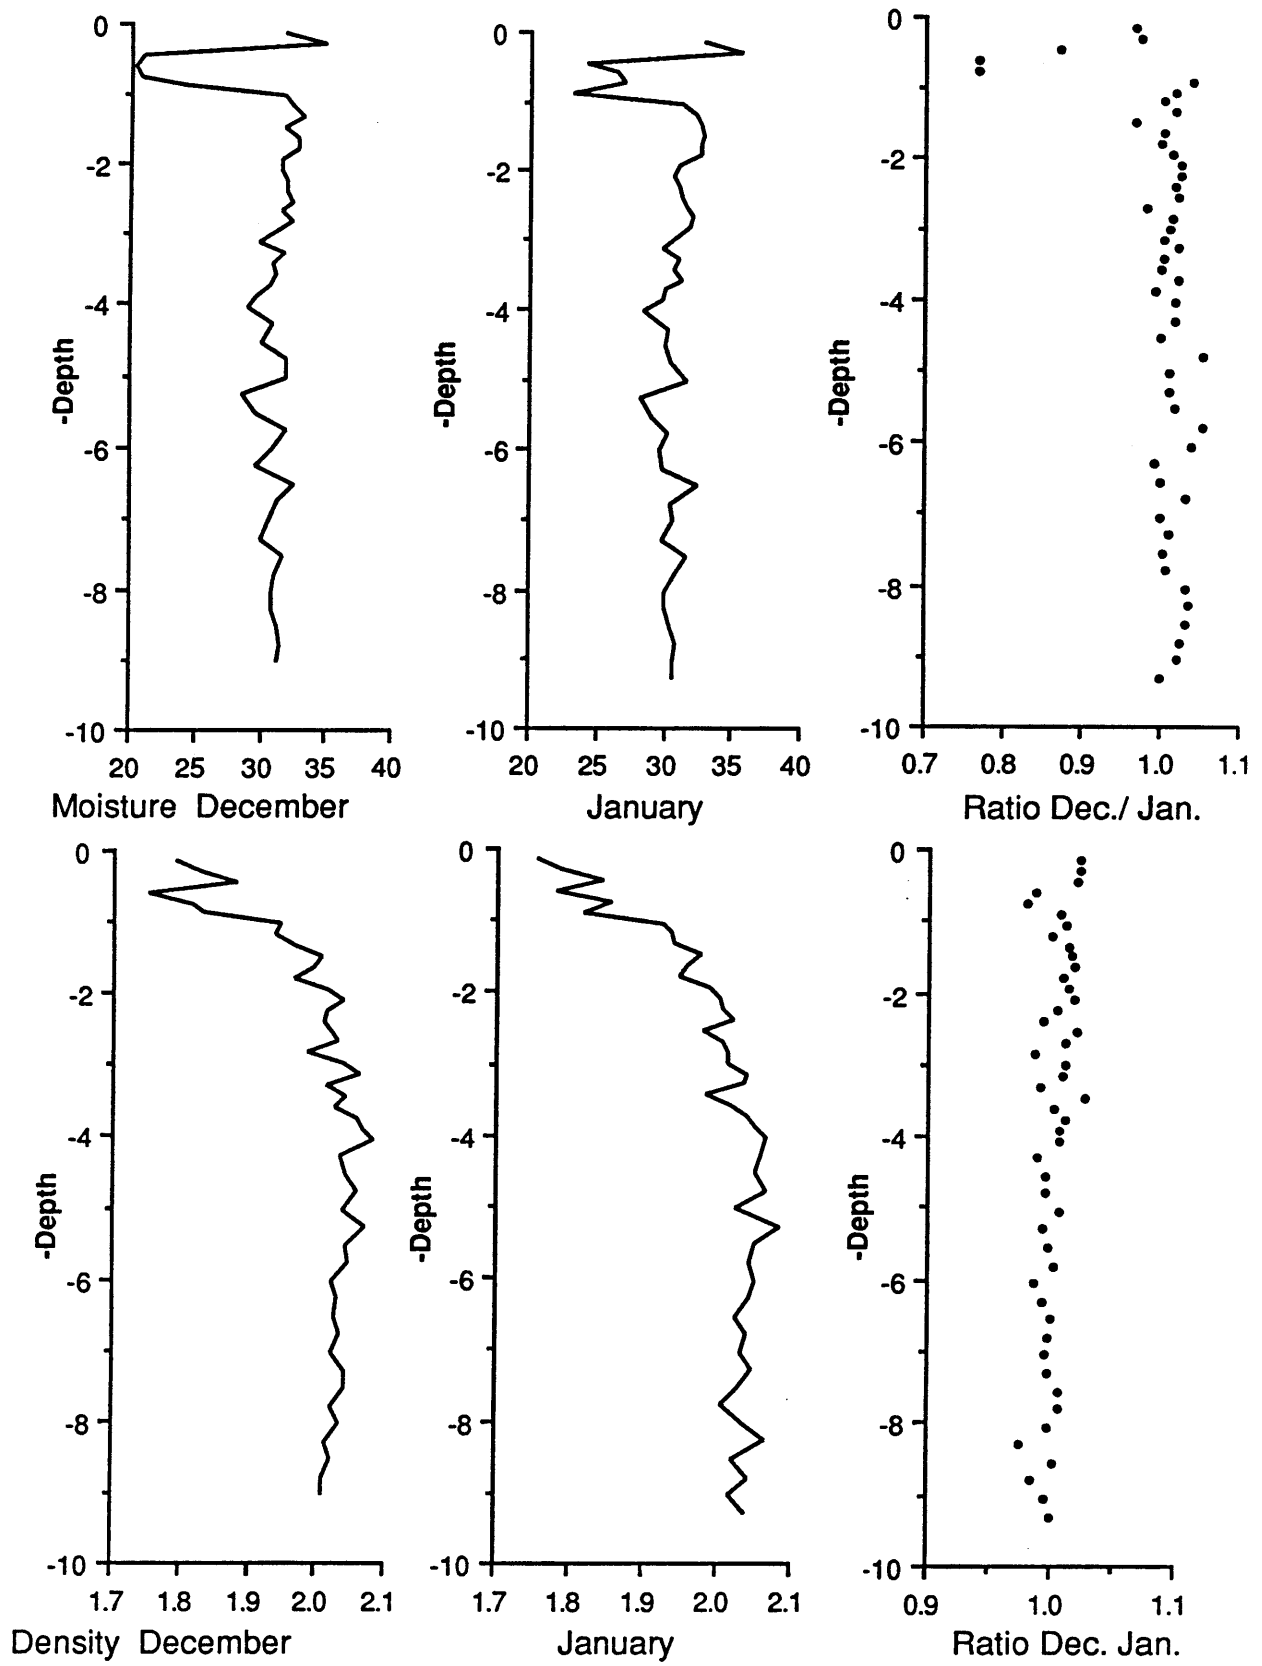 0
-2
-4
-6
-8
-10
-Depth
20 25 30 35 40
Moisture December
0
-2
-4
-6
-8
-10
-Depth
20 25 30 35 40
January
0
-2
-4
-6
-8
-10
-Depth
0.7 0.8 0.9 1.0 1.1
Ratio Dec./ Jan.
0
-2
-4
-6
-8
-10
-Depth
1.7 1.8 1.9 2.0 2.1
Density December
0
-2
-4
-6
-8
-10
-Depth
1.7 1.8 1.9 2.0 2.1
January
0
-2
-4
-6
-8
-10
-Depth
0.9 1.0 1.1
Ratio Dec. Jan.